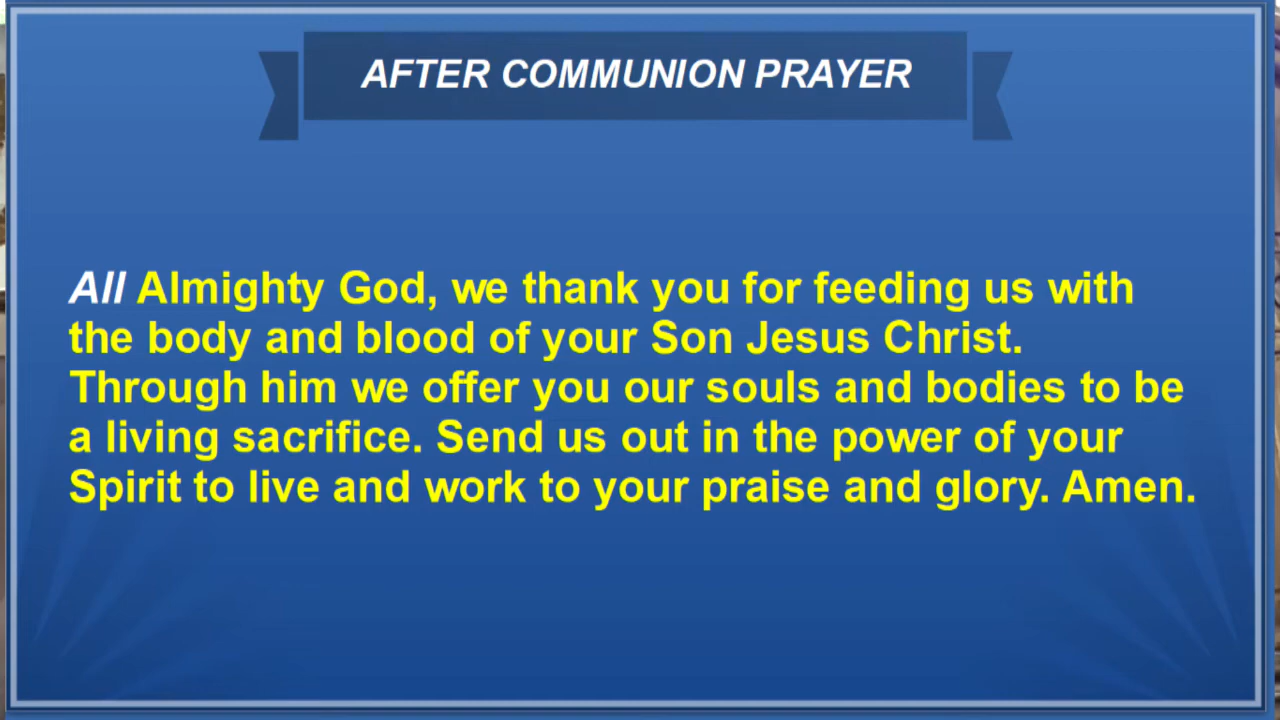 AFTER COMMUNION PRAYER
All Almighty God, we thank you for feeding us with
the body and blood of your Son Jesus Christ.
Through him we offer you our souls and bodies to be
a living sacrifice. Send us out in the power of your
Spirit to live and work to your praise and glory. Amen.